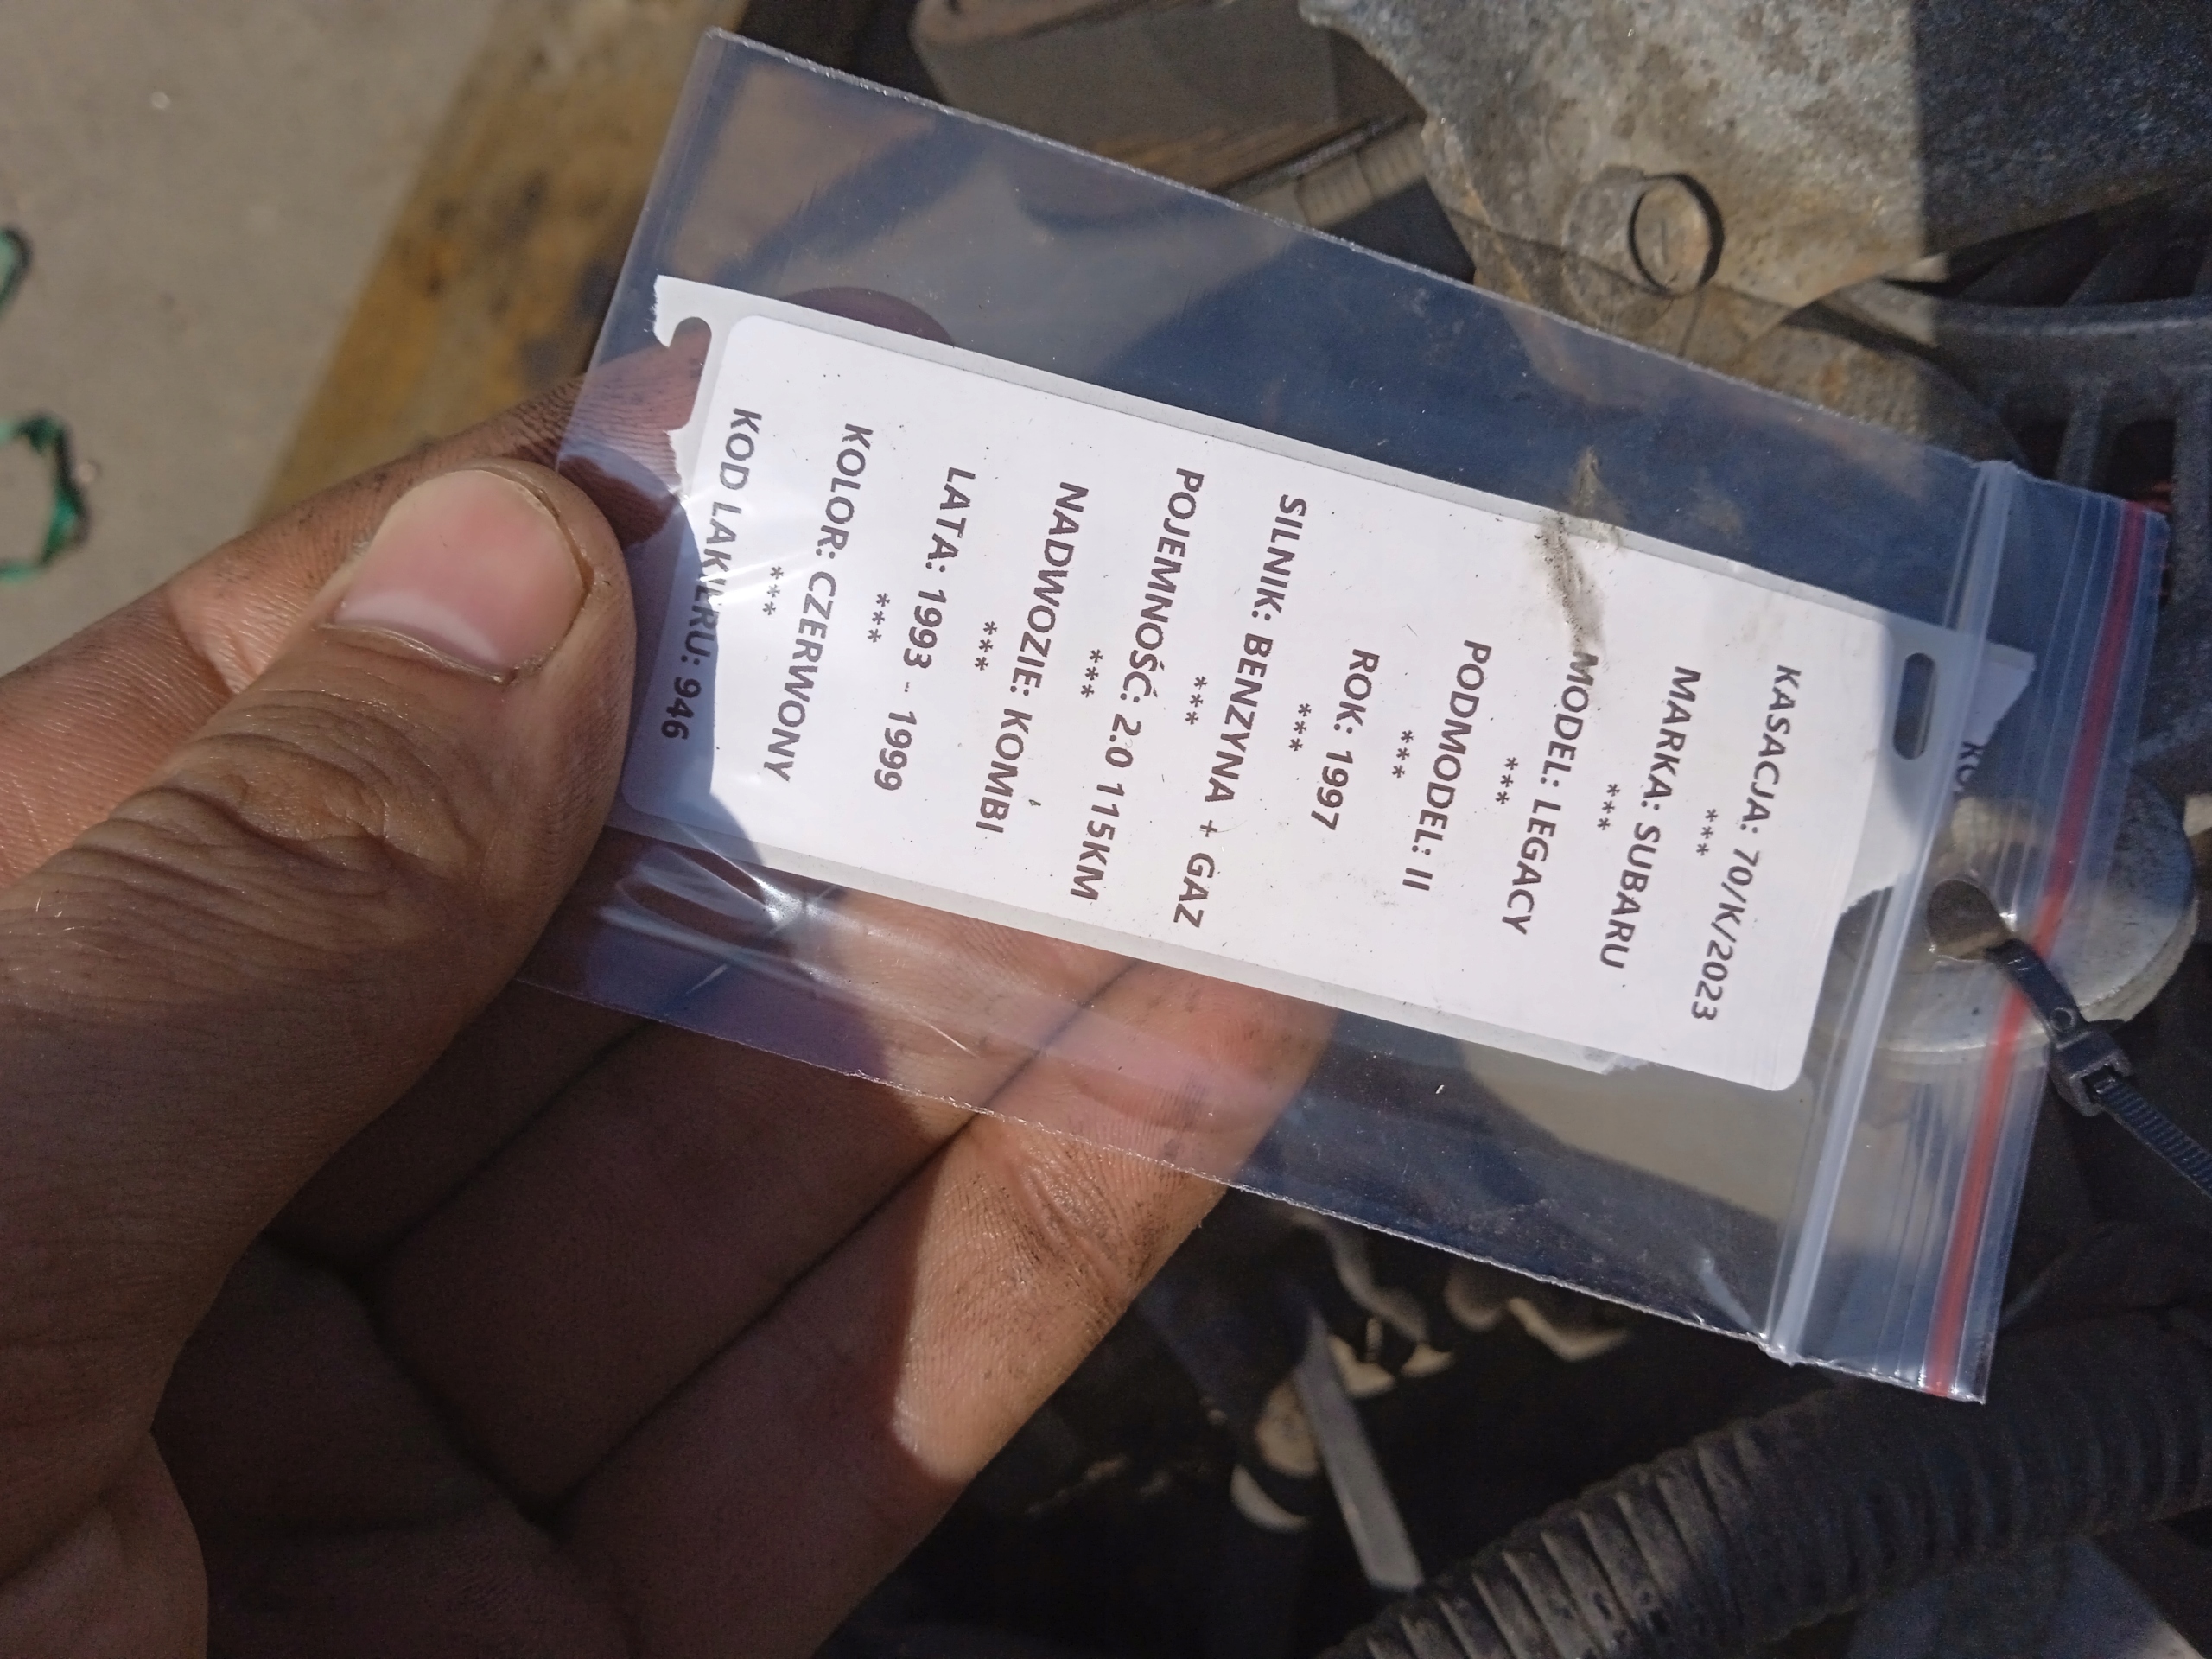 KASACJA: 70/K/2023
***
MARKA: SUBARU
***
MODEL: LEGACY
***
PODMODEL: II
***
ROK: 1997
***
SILNIK: BENZYNA + GAZ
***
POJEMNOŚĆ: 2.0 115KM
***
NADWOZIE: KOMBI
***
LATA: 1993 - 1999
***
KOLOR: CZERWONY
***
KOD LAKIERU: 946